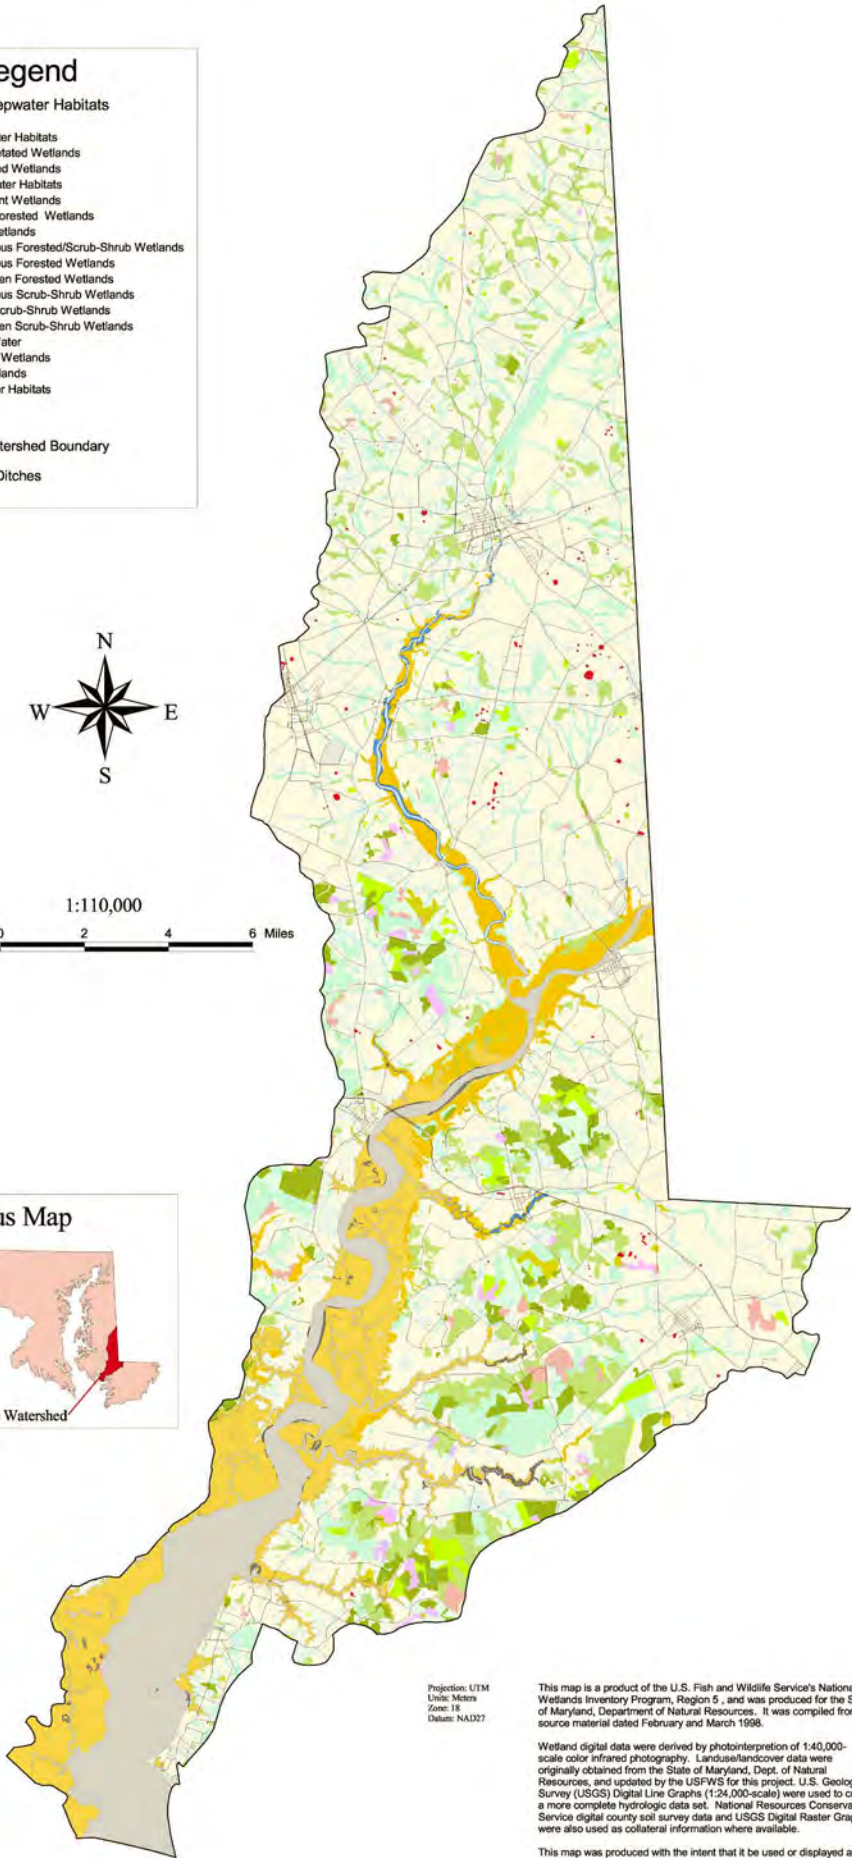 egend
epwater Habitats
er Habitats
etated Wetlands
ed Wetlands
ater Habitats
nt Wetlands
orested Wetlands
etlands
us Forested/Scrub-Shrub Wetlands
us Forested Wetlands
en Forested Wetlands
us Scrub-Shrub Wetlands
crub-Shrub Wetlands
en Scrub-Shrub Wetlands
ater
Wetlands
lands
r Habitats
tershed Boundary
Ditches
N
W E
S
1:110,000
0 2 4 6 Miles
us Map
Watershed
Projection: UTM
Units: Meters
Zone: 18
Datum: NAD27
This map is a product of the U.S. Fish and Wildlife Service's Nationa
Wetlands Inventory Program, Region 5 , and was produced for the S
of Maryland, Department of Natural Resources. It was compiled from
source material dated February and March 1998.
Wetland digital data were derived by photointerpretion of 1:40,000-
scale color infrared photography. Landuse/landcover data were
originally obtained from the State of Maryland, Dept. of Natural
Resources, and updated by the USFWS for this project. U.S. Geolog
Survey (USGS) Digital Line Graphs (1:24,000-scale) were used to cr
a more complete hydrologic data set. National Resources Conserva
Service digital county soil survey data and USGS Digital Raster Grap
were also used as collateral information where available.
This map was produced with the intent that it be used or displayed a